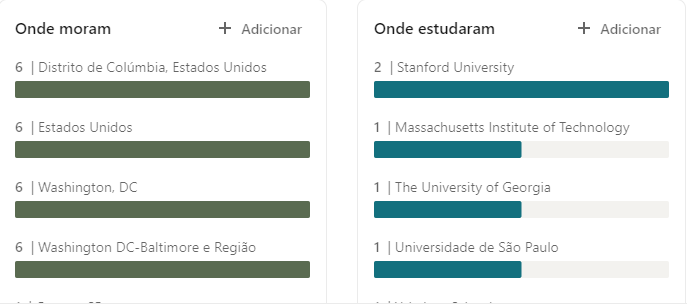 Onde moram
+ Adicionar
6 | Distrito de Colúmbia, Estados Unidos
6 | Estados Unidos
6 | Washington, DC
6 | Washington DC-Baltimore e Região
Onde estudaram
+ Adicionar
2 | Stanford University
1 | Massachusetts Institute of Technology
1 | The University of Georgia
1 | Universidade de São Paulo